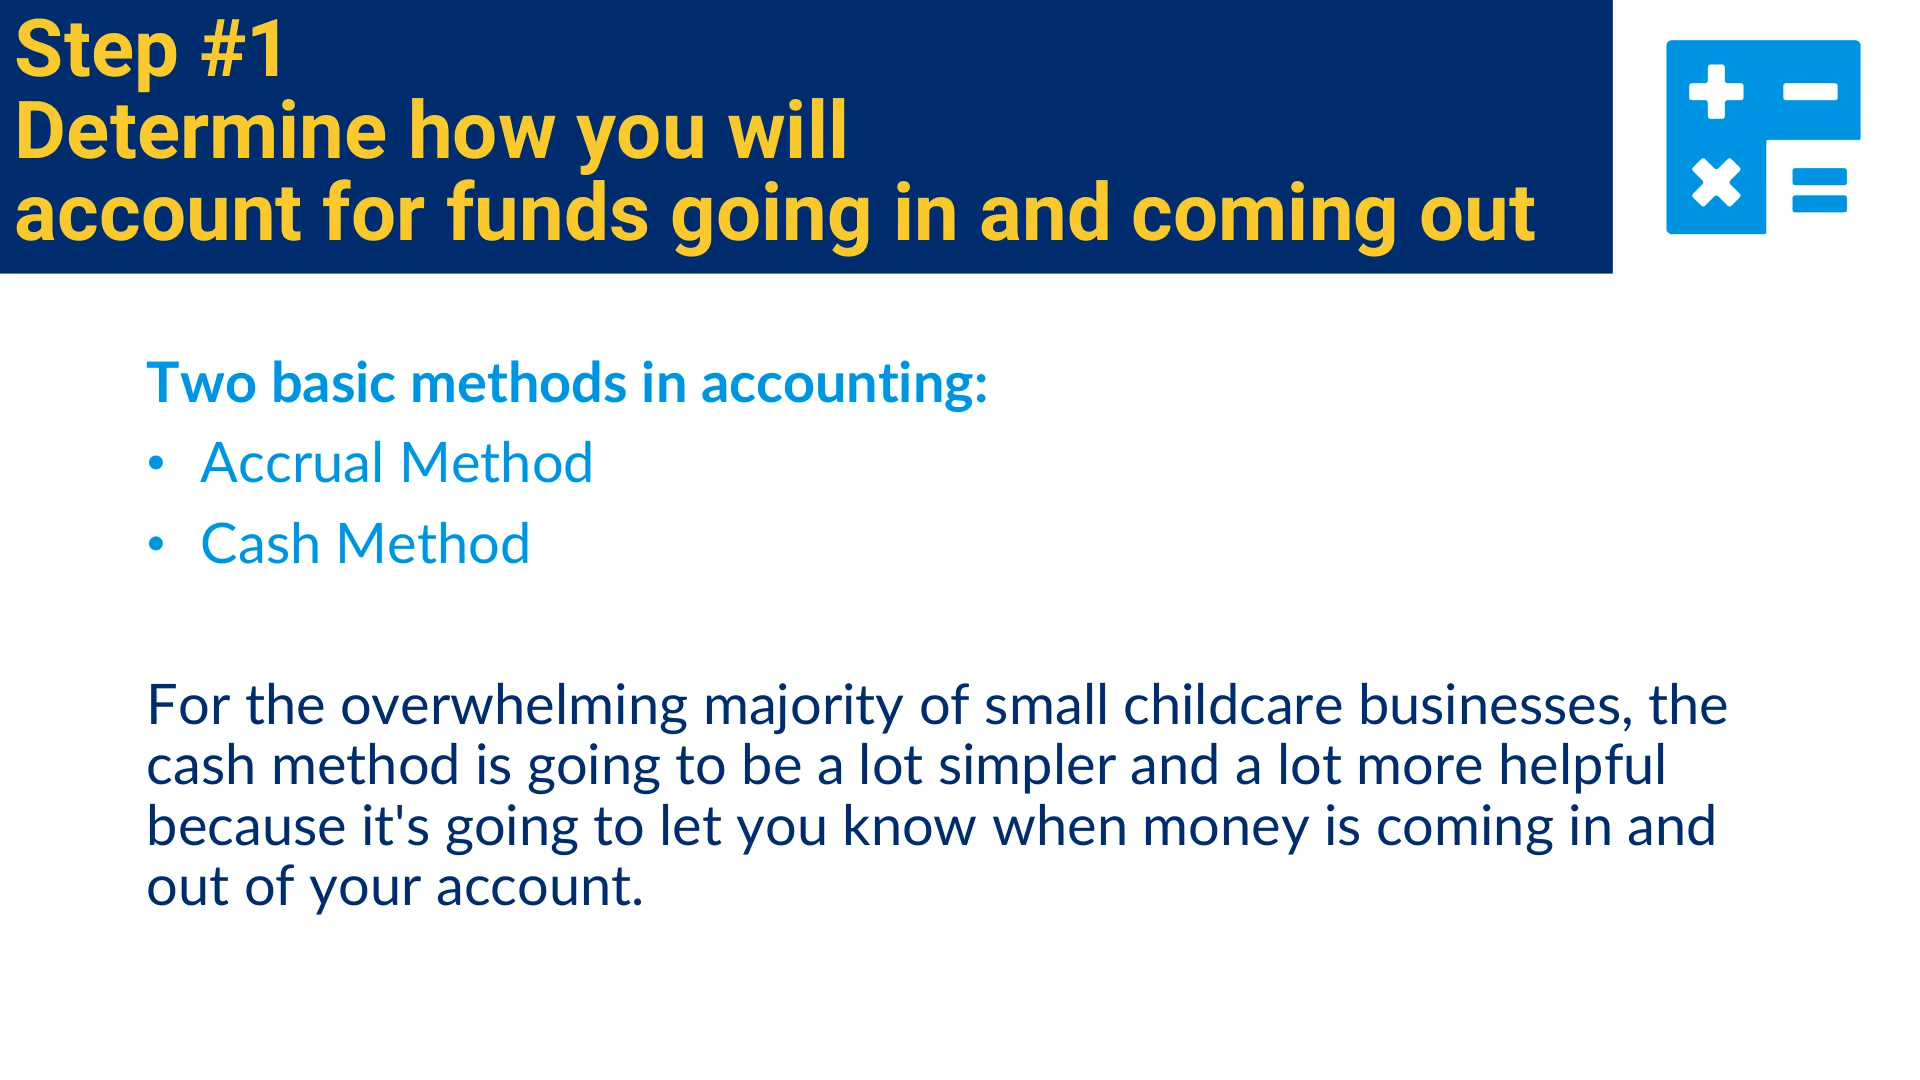 Step #1
Determine how you will
account for funds going in and coming out
Two basic methods in accounting:
• Accrual Method
• Cash Method
For the overwhelming majority of small childcare businesses, the
cash method is going to be a lot simpler and a lot more helpful
because it's going to let you know when money is coming in and
out of your account.